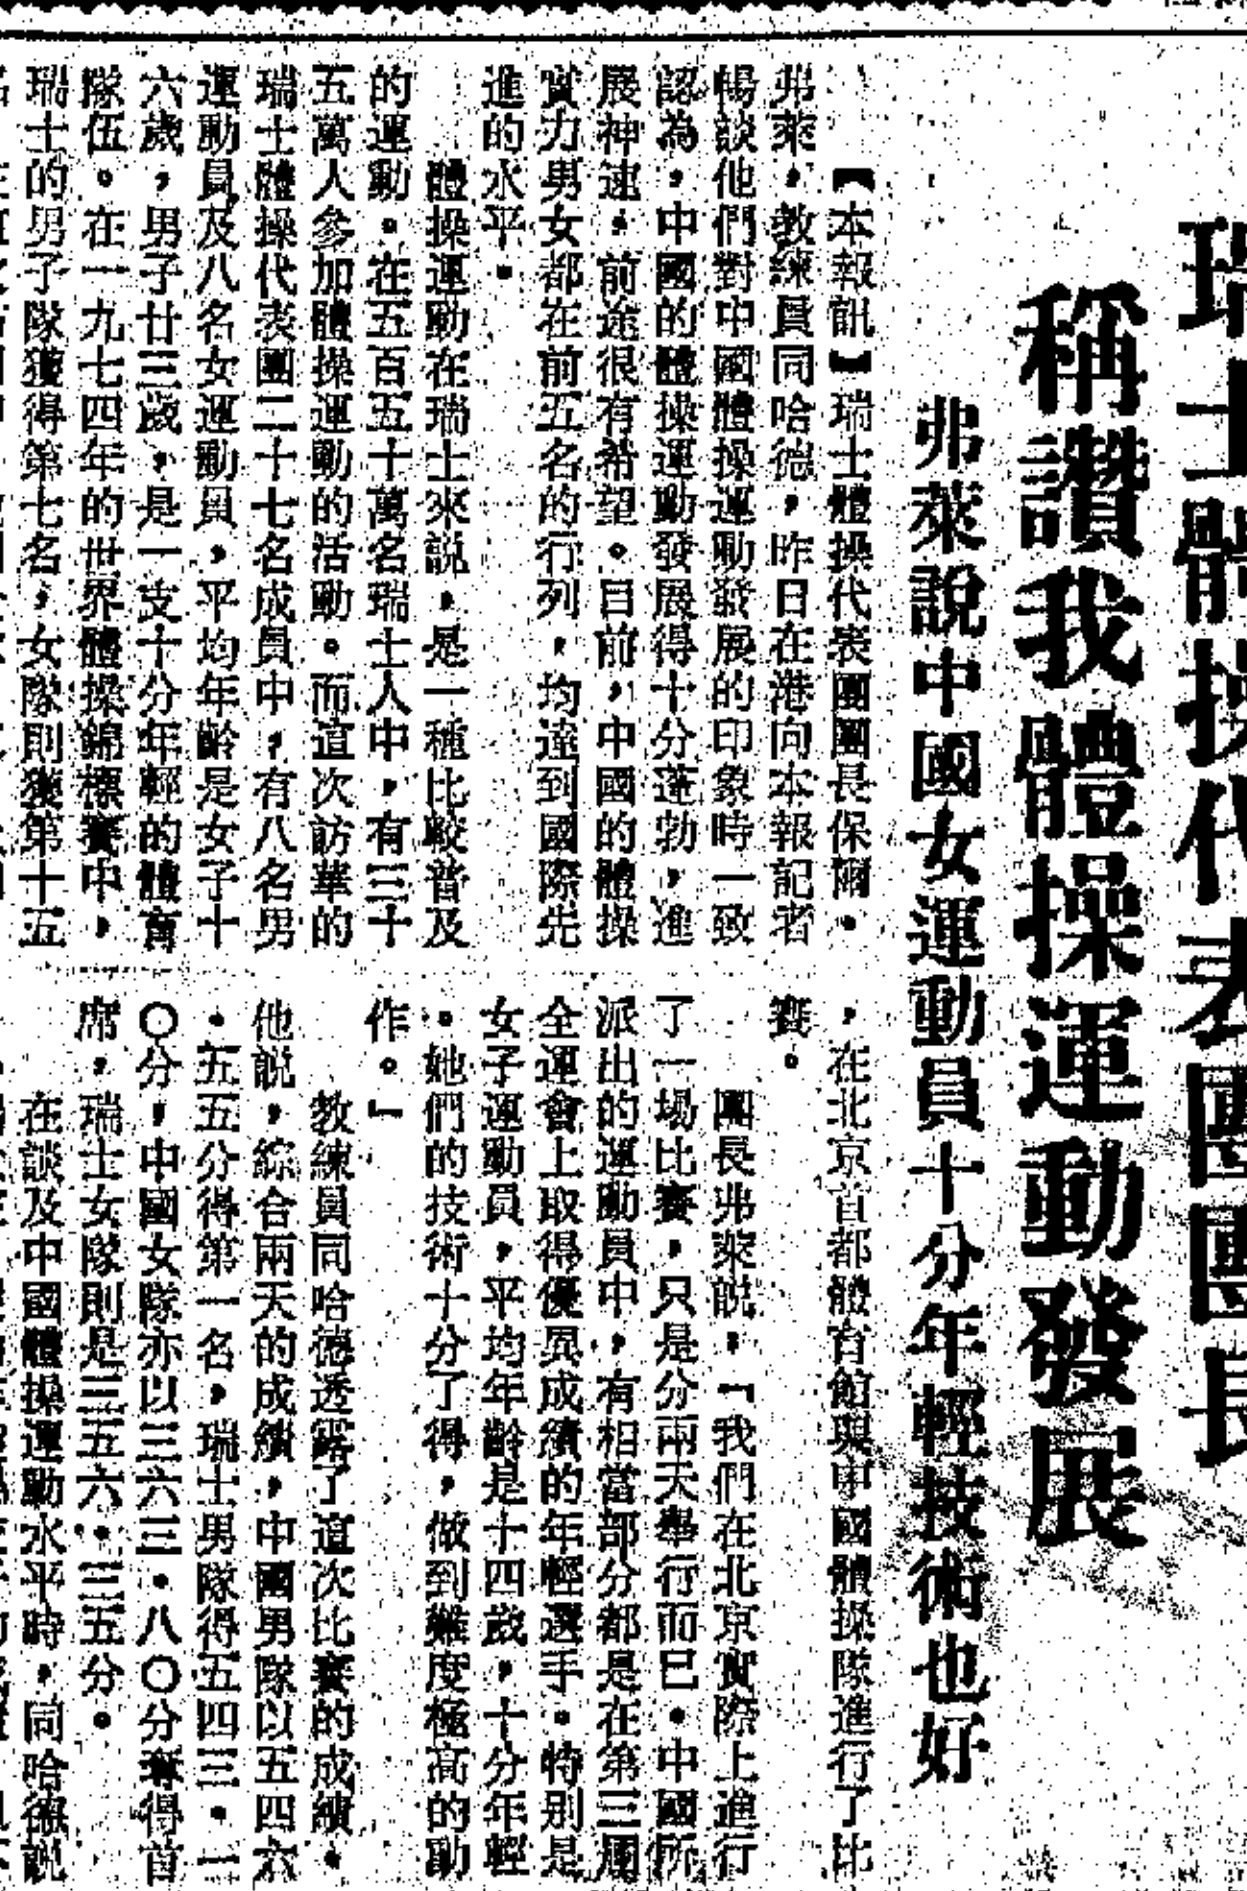 瑞士體操代表團團長
稱讚我體操運動發展
弗萊說中國女運動員十分年輕技術也好
【本報訊】瑞士體操代表團團長保爾·
弗萊,教練員同哈德,昨日在港向本報記者
暢談他們對中國體操運動發展的印象時一致
認為,中國的體操運動發展得十分蓬勃,進
展神速,前途很有希望。目前,中國的體操
實力男女都在前五名的行列,均達到國際先
進的水平。
體操運動在瑞士來説,是一種比較普及
的運動。在五百五十萬名瑞士人中,有三十
五萬人參加體操運動的活動。而這次訪華的
瑞士體操代表團二十七名成員中,有八名男
運動員及八名女運動員,平均年齡是女子十
六歲,男子廿三歲,是一支十分年輕的體育
隊伍。在一九七四年的世界體操錦標賽中,
瑞士的男子隊獲得第七名,女隊則獲第十五
,在北京首都體育館與中國體操隊進行了比
賽。
團長弗萊説,「我們在北京實際上進行
了一場比賽,只是分兩天舉行而已。中國所
派出的運動員中,有相當部分都是在第三屆
全運會上取得優異成績的年輕選手。特別是
女子運動員,平均年齡是十四歲,十分年輕
。她們的技術十分了得,做到難度極高的動
作。」
教練員同哈德透露了這次比賽的成績。
他説,綜合兩天的成績,中國男隊以五四六
·五五分得第一名,瑞士男隊得五四三·一
〇分,中國女隊亦以三六三·八〇分奪得首
席,瑞士女隊則是三五六·三五分。
在談及中國體操運動水平時,同哈德説